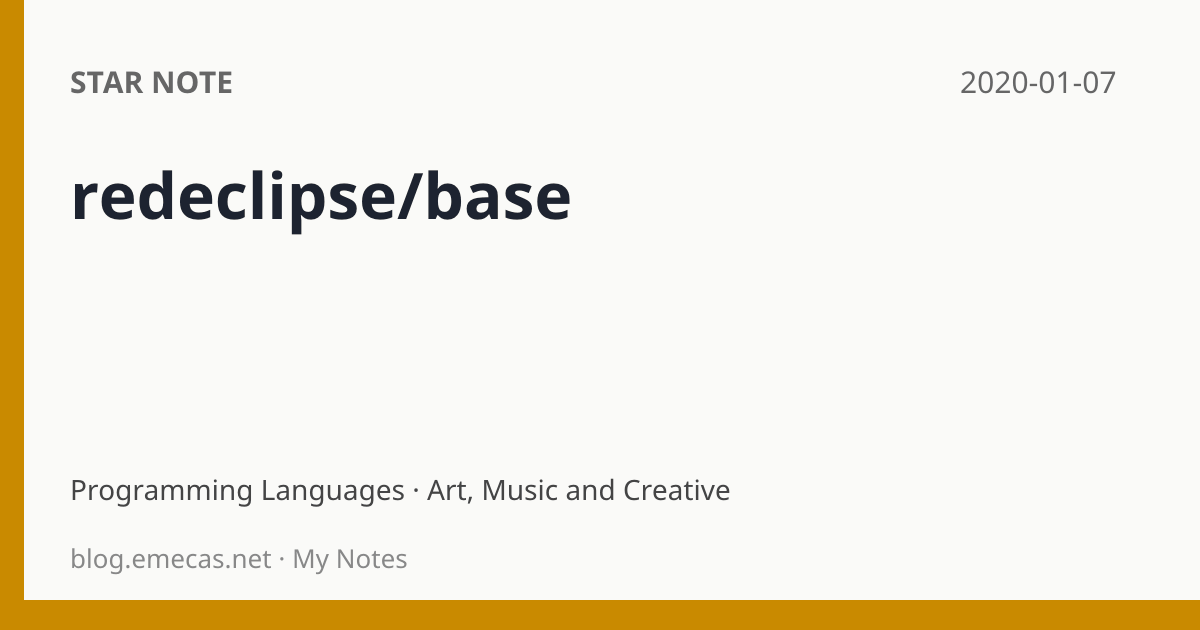 STAR NOTE 2020-01-07
redeclipse/base
Programming Languages · Art, Music and Creative
blog.emecas.net · My Notes